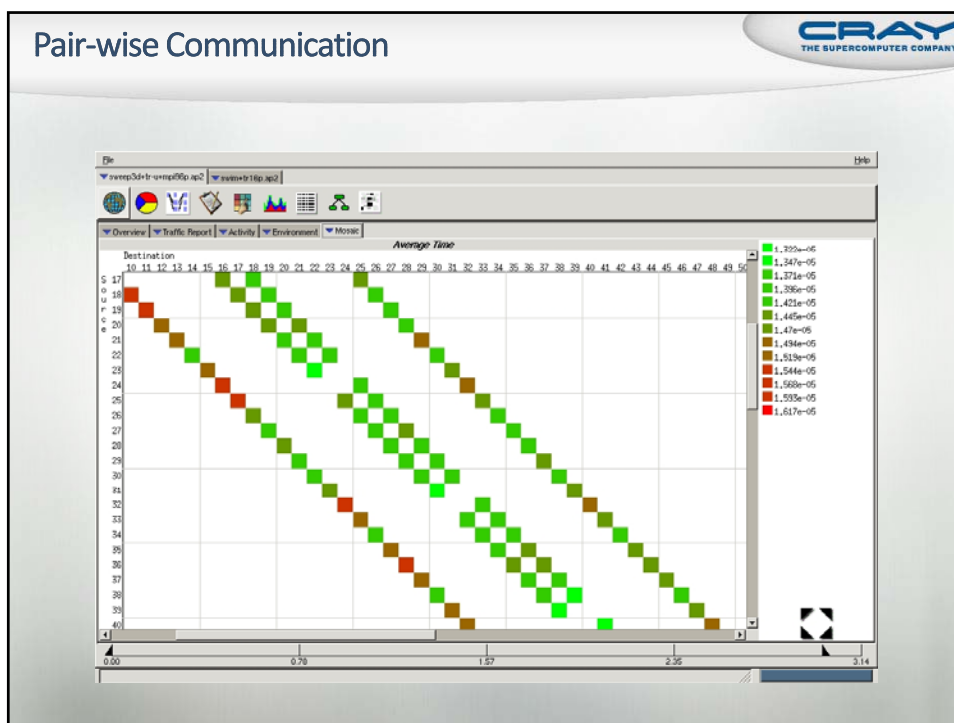 Pair-wise Communication
CRAY
THE SUPERCOMPUTER COMPANY
File Help
sweep3d+tr-u+mpi96p.ap2 swim+tr16p.ap2
Overview Traffic Report Activity Environment Mosaic
Average Time
Destination
10 11 12 13 14 15 16 17 18 19 20 21 22 23 24 25 26 27 28 29 30 31 32 33 34 35 36 37 38 39 40 41 42 43 44 45 46 47 48 49 50
Source
17
18
19
20
21
22
23
24
25
26
27
28
29
30
31
32
33
34
35
36
37
38
39
40
1.322e-05
1.347e-05
1.371e-05
1.396e-05
1.421e-05
1.445e-05
1.47e-05
1.494e-05
1.519e-05
1.544e-05
1.568e-05
1.593e-05
1.617e-05
0.00 0.78 1.57 2.35 3.14